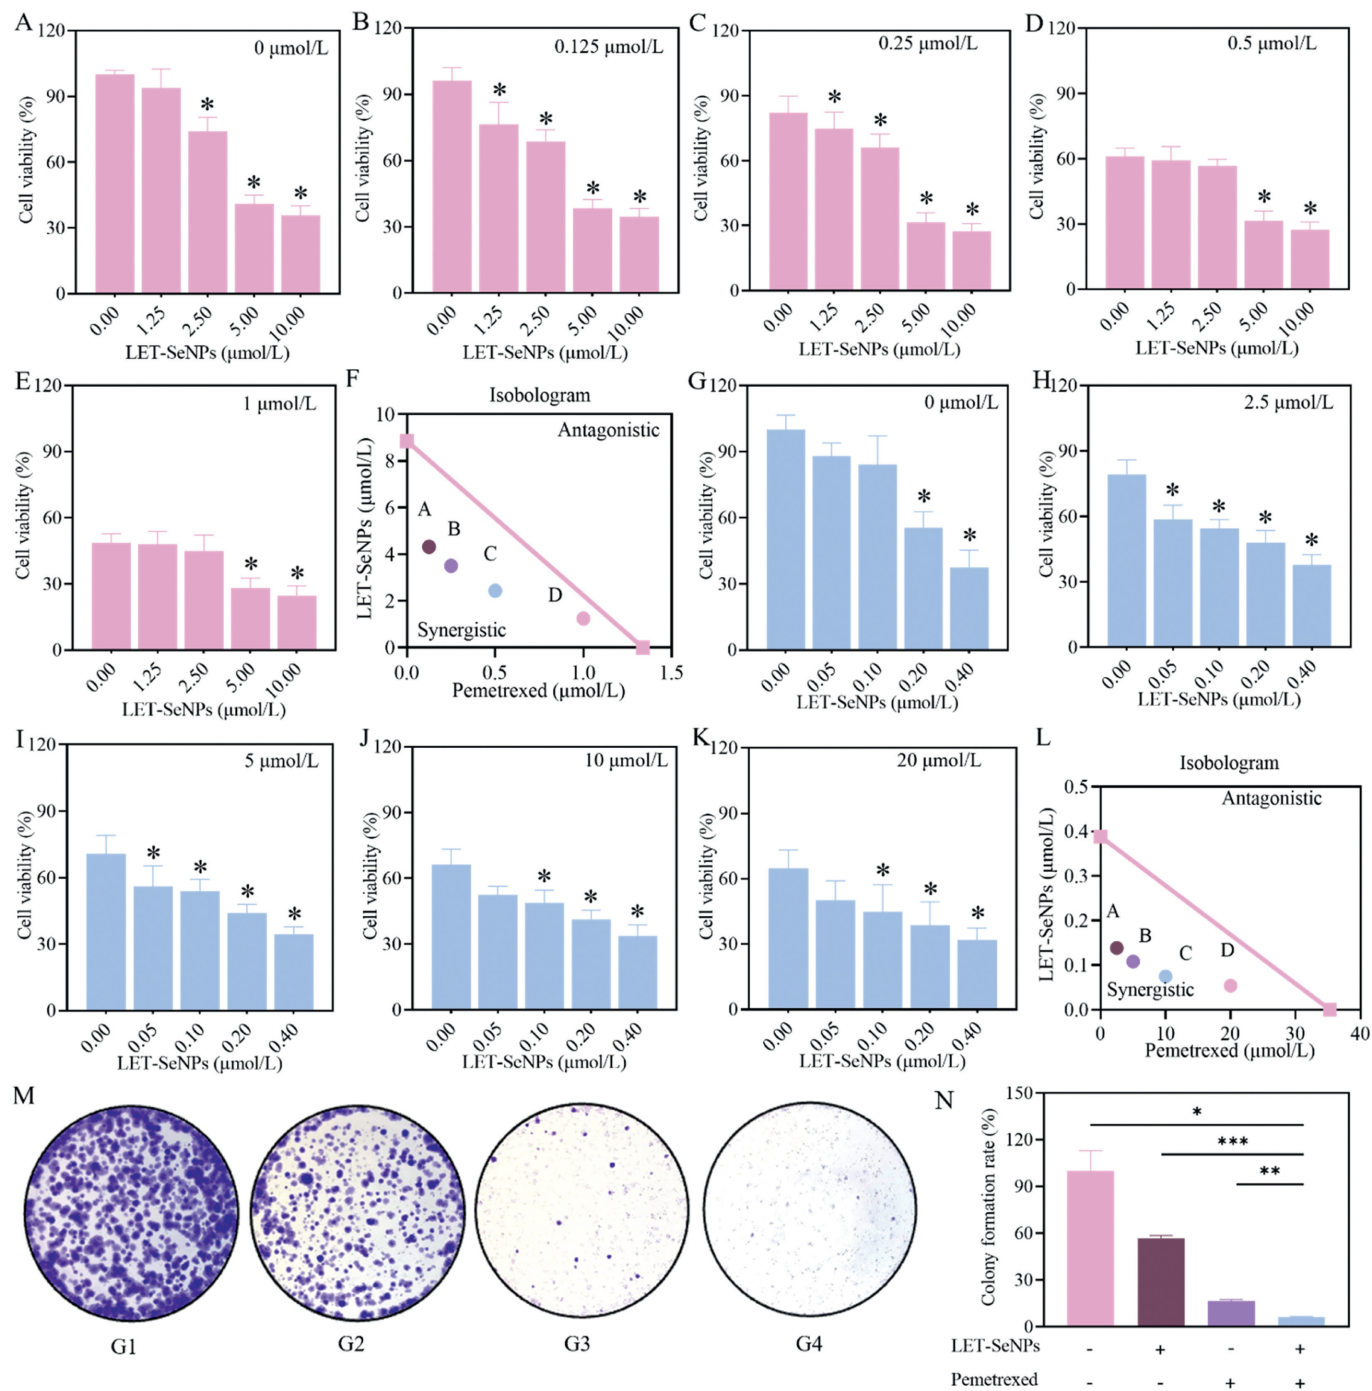 A
120
90
60
30
0
Cell viability (%)
0 μmol/L
*
*
*
0.00
1.25
2.50
5.00
10.00
LET-SeNPs (μmol/L)
B
120
90
60
30
0
Cell viability (%)
0.125 μmol/L
*
*
*
*
0.00
1.25
2.50
5.00
10.00
LET-SeNPs (μmol/L)
C
120
90
60
30
0
Cell viability (%)
0.25 μmol/L
*
*
*
*
0.00
1.25
2.50
5.00
10.00
LET-SeNPs (μmol/L)
D
120
90
60
30
0
Cell viability (%)
0.5 μmol/L
*
*
0.00
1.25
2.50
5.00
10.00
LET-SeNPs (μmol/L)
E
120
90
60
30
0
Cell viability (%)
1 μmol/L
*
*
0.00
1.25
2.50
5.00
10.00
LET-SeNPs (μmol/L)
F
Isobologram
10
8
6
4
2
0
LET-SeNPs (μmol/L)
Antagonistic
A
B
C
D
Synergistic
0.0
0.5
1.0
1.5
Pemetrexed (μmol/L)
G
120
90
60
30
0
Cell viability (%)
0 μmol/L
*
*
0.00
0.05
0.10
0.20
0.40
LET-SeNPs (μmol/L)
H
120
90
60
30
0
Cell viability (%)
2.5 μmol/L
*
*
*
*
0.00
0.05
0.10
0.20
0.40
LET-SeNPs (μmol/L)
I
120
90
60
30
0
Cell viability (%)
5 μmol/L
*
*
*
*
0.00
0.05
0.10
0.20
0.40
LET-SeNPs (μmol/L)
J
120
90
60
30
0
Cell viability (%)
10 μmol/L
*
*
*
0.00
0.05
0.10
0.20
0.40
LET-SeNPs (μmol/L)
K
120
90
60
30
0
Cell viability (%)
20 μmol/L
*
*
*
0.00
0.05
0.10
0.20
0.40
LET-SeNPs (μmol/L)
L
Isobologram
0.5
0.4
0.3
0.2
0.1
0.0
LET-SeNPs (μmol/L)
Antagonistic
A
B
C
D
Synergistic
0
10
20
30
40
Pemetrexed (μmol/L)
M
G1
G2
G3
G4
N
150
120
90
60
30
0
Colony formation rate (%)
*
***
**
LET-SeNPs - + - +
Pemetrexed - - + +